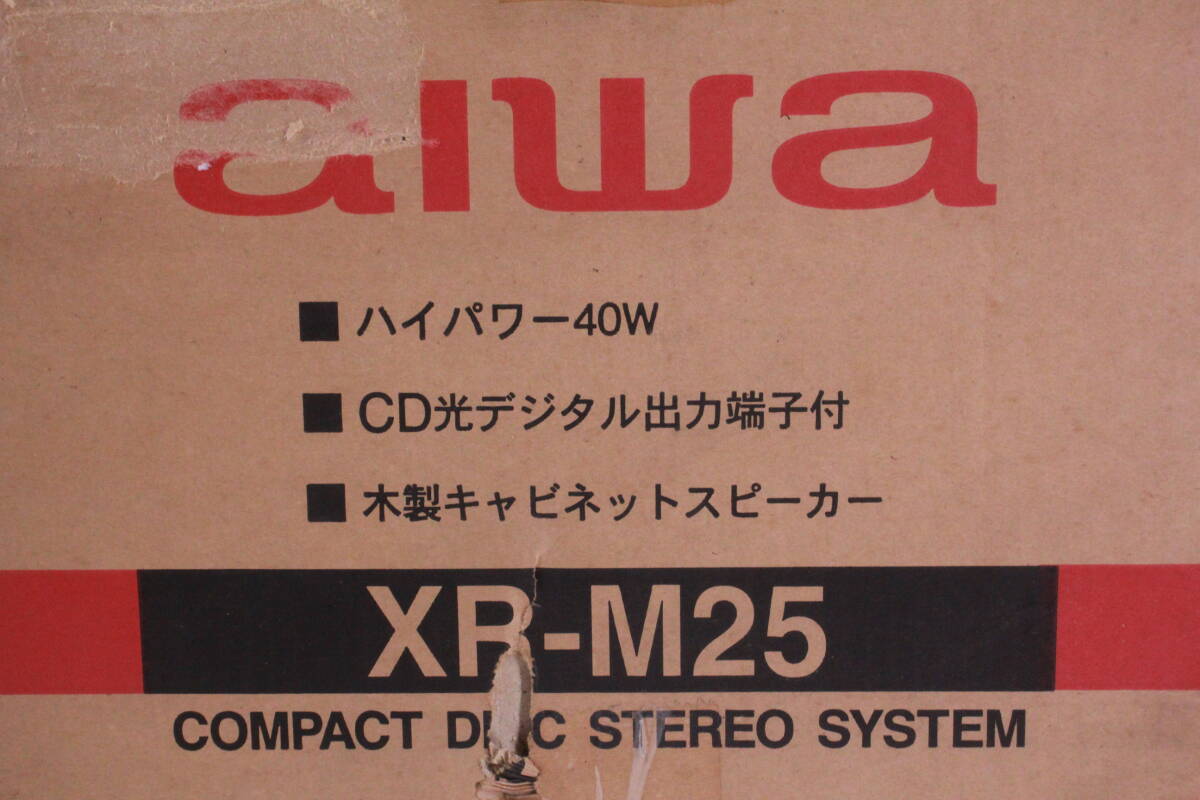 aiwa
■ ハイパワー40W
■ CD光デジタル出力端子付
■ 木製キャビネットスピーカー
XR-M25
COMPACT DISC STEREO SYSTEM